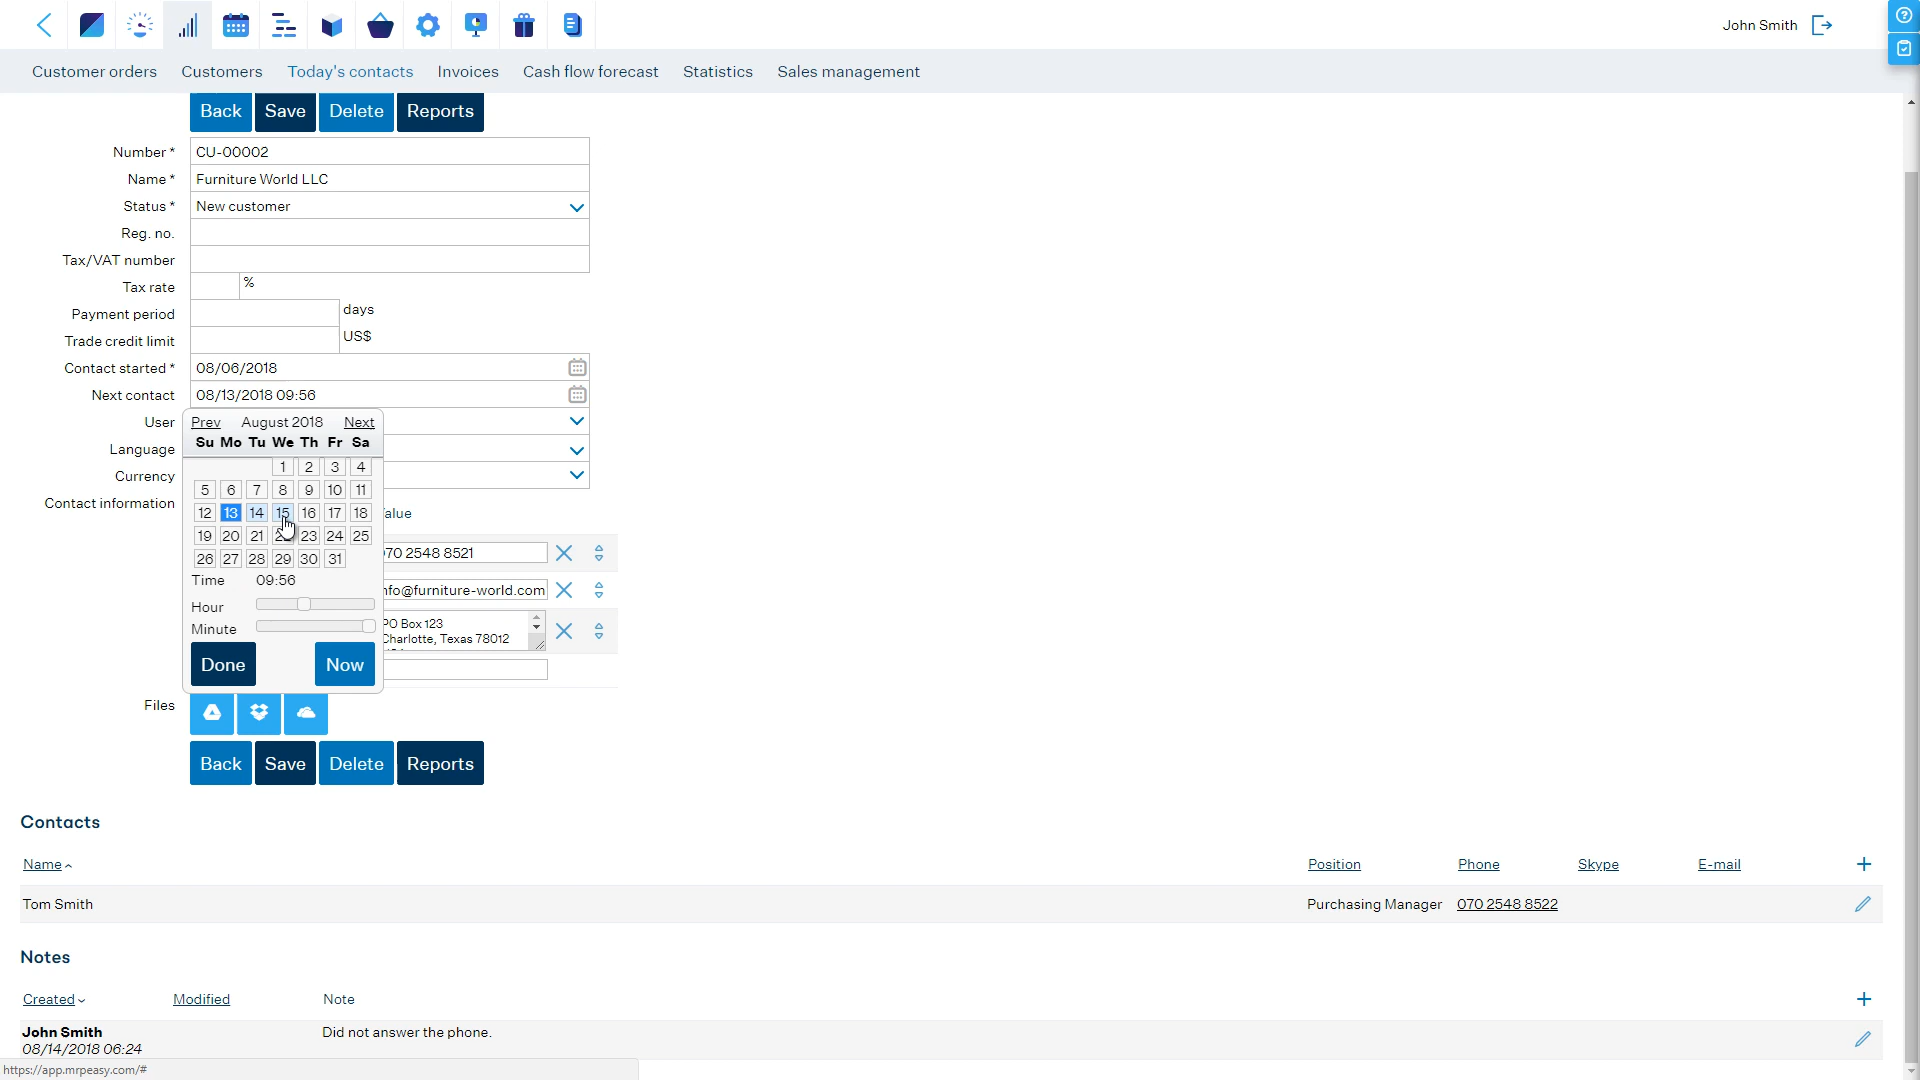 John Smith
Customer orders Customers Today's contacts Invoices Cash flow forecast Statistics Sales management
Back Save Delete Reports
Number * CU-00002
Name * Furniture World LLC
Status * New customer
Reg. no.
Tax/VAT number
Tax rate %
Payment period days
Trade credit limit US$
Contact started * 08/06/2018
Next contact 08/13/2018 09:56
User
Language
Currency
Contact information
Prev August 2018 Next
Su Mo Tu We Th Fr Sa
1 2 3 4
5 6 7 8 9 10 11
12 13 14 15 16 17 18
19 20 21 23 24 25
26 27 28 29 30 31
Time 09:56
Hour
Minute
Done Now
alue
70 2548 8521
nfo@furniture-world.com
PO Box 123
Charlotte, Texas 78012
Files
Back Save Delete Reports
Contacts
Name Position Phone Skype E-mail
Tom Smith Purchasing Manager 070 2548 8522
Notes
Created Modified Note
John Smith Did not answer the phone.
08/14/2018 06:24
https://app.mrpeasy.com/#